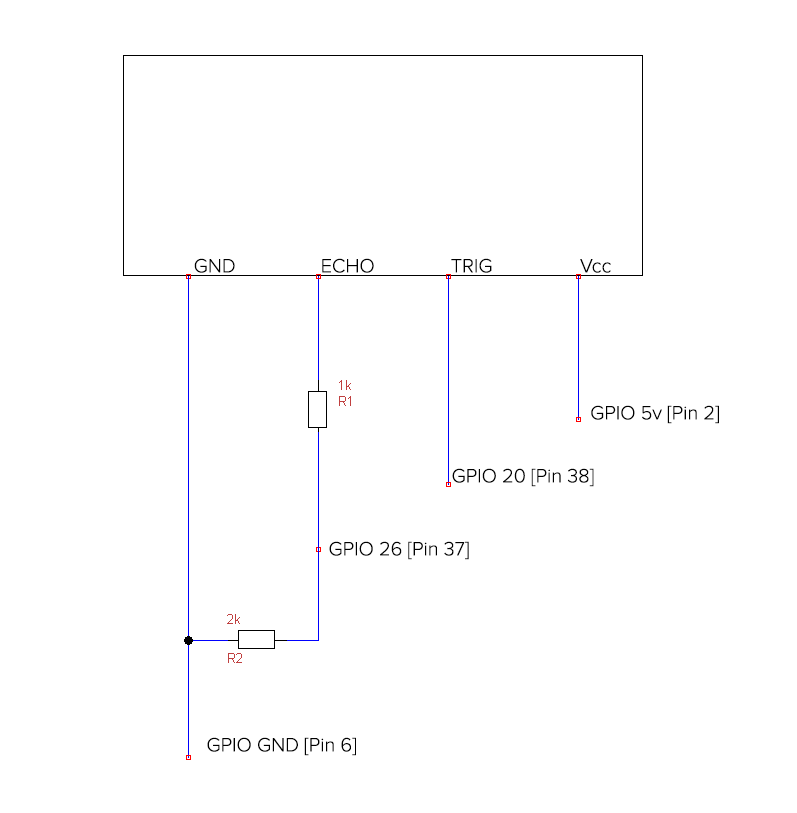 GND
ECHO
TRIG
Vcc
1k
R1
GPIO 5v [Pin 2]
GPIO 20 [Pin 38]
GPIO 26 [Pin 37]
2k
R2
GPIO GND [Pin 6]